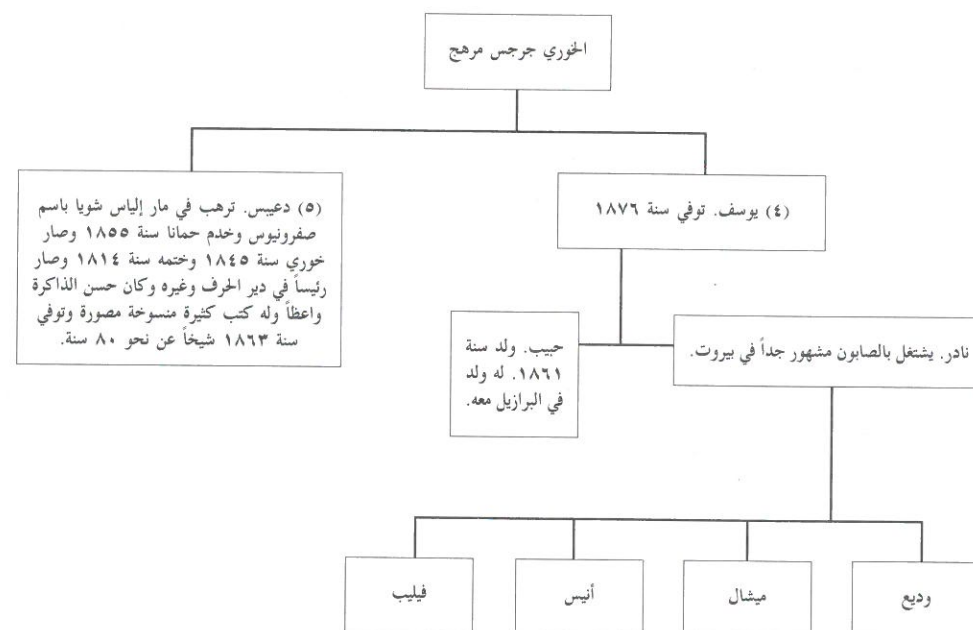 الخوري جرجس مرهج
(٤) يوسف. توفي سنة ١٨٧٦
(٥) دعيبس. ترهب في مار إلياس شويا باسم
صفرونيوس وخدم حمانا سنة ١٨٥٥ وصار
خوري سنة ١٨٤٥ وختمه سنة ١٨١٤ وصار
رئيساً في دير الحرف وغيره وكان حسن الذاكرة
واعظاً وله كتب كثيرة منسوخة مصورة وتوفي
سنة ١٨٦٣ شيخاً عن نحو ٨٠ سنة.
نادر. يشتغل بالصابون مشهور جداً في بيروت.
حبيب. ولد سنة
١٨٦١. له ولد
في البرازيل معه.
وديع
ميشال
أنيس
فيليب